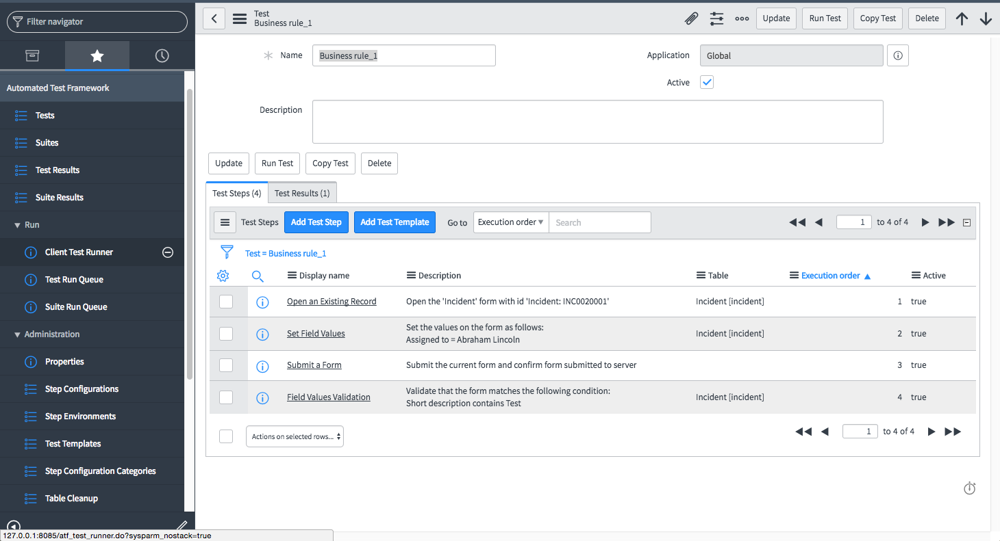 Filter navigator
Automated Test Framework
Tests
Suites
Test Results
Suite Results
▼ Run
Client Test Runner
Test Run Queue
Suite Run Queue
▼ Administration
Properties
Step Configurations
Step Environments
Test Templates
Step Configuration Categories
Table Cleanup
127.0.0.1:8085/atf_test_runner.do?sysparm_nostack=true
Test
Business rule_1
Update
Run Test
Copy Test
Delete
Name
Business rule_1
Application
Global
Active
Description
Update
Run Test
Copy Test
Delete
Test Steps (4)
Test Results (1)
Test Steps
Add Test Step
Add Test Template
Go to
Execution order ▼
Search
1 to 4 of 4
Test = Business rule_1
Display name Description Table Execution order ▲ Active
Open an Existing Record Open the 'Incident' form with id 'Incident: INC0020001' Incident [incident] 1 true
Set Field Values Set the values on the form as follows: Incident [incident] 2 true
Assigned to = Abraham Lincoln
Submit a Form Submit the current form and confirm form submitted to server 3 true
Field Values Validation Validate that the form matches the following condition: Incident [incident] 4 true
Short description contains Test
Actions on selected rows...
1 to 4 of 4